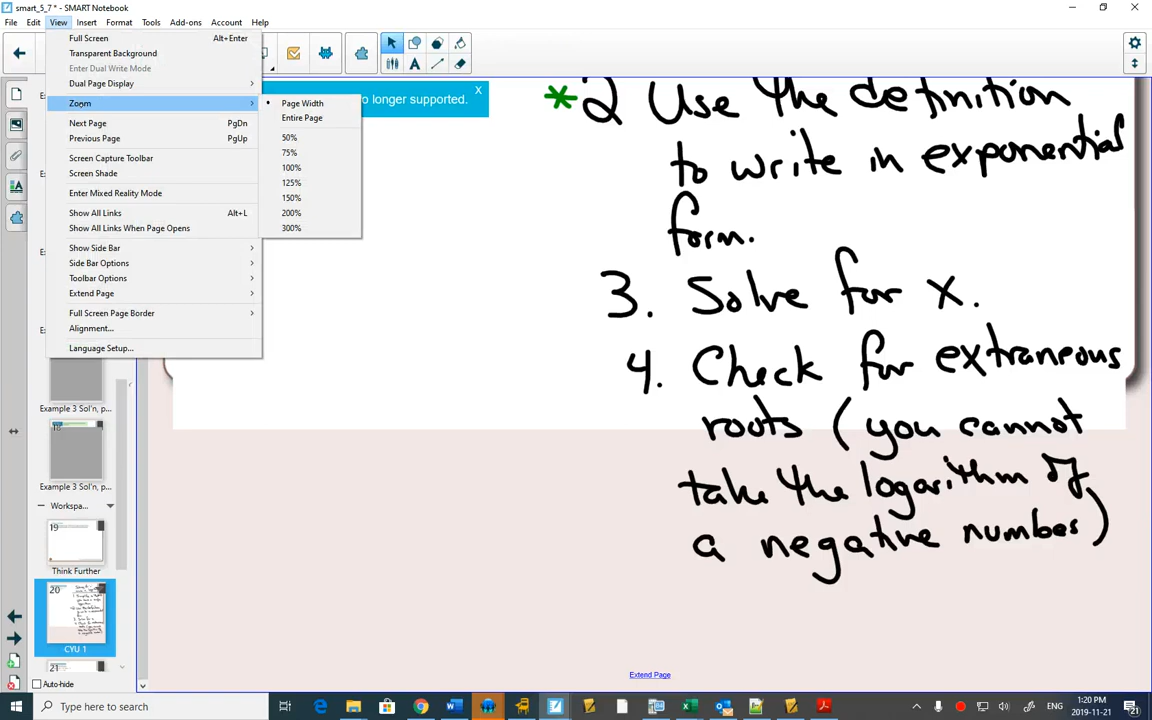 smart_5_7 * - SMART Notebook
File Edit View Insert Format Tools Add-ons Account Help
Full Screen Alt+Enter
Transparent Background
Enter Dual Write Mode
Dual Page Display
Zoom
Next Page PgDn
Previous Page PgUp
Screen Capture Toolbar
Screen Shade
Enter Mixed Reality Mode
Show All Links Alt+L
Show All Links When Page Opens
Show Side Bar
Side Bar Options
Toolbar Options
Extend Page
Full Screen Page Border
Alignment...
Language Setup...
Page Width
Entire Page
50%
75%
100%
125%
150%
200%
300%
o longer supported. X
*2 Use the definition
to write in exponential
form.
3. Solve for x.
4. Check for extraneous
roots (you cannot
take the logarithm of
a negative number)
Extend Page
Example 3 Sol'n, p...
18
Example 3 Sol'n, p...
Workspa...
19
Think Further
20
CYU 1
21
Auto-hide
Type here to search
1:20 PM
2019-11-21
21